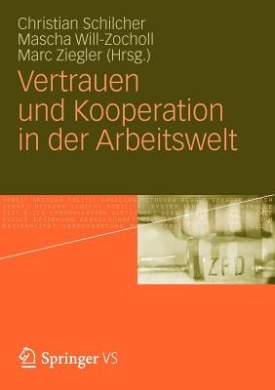 Christian Schilcher
Mascha Will-Zocholl
Marc Ziegler (Hrsg.)
Vertrauen
und Kooperation
in der Arbeitswelt
ZFD
Springer VS